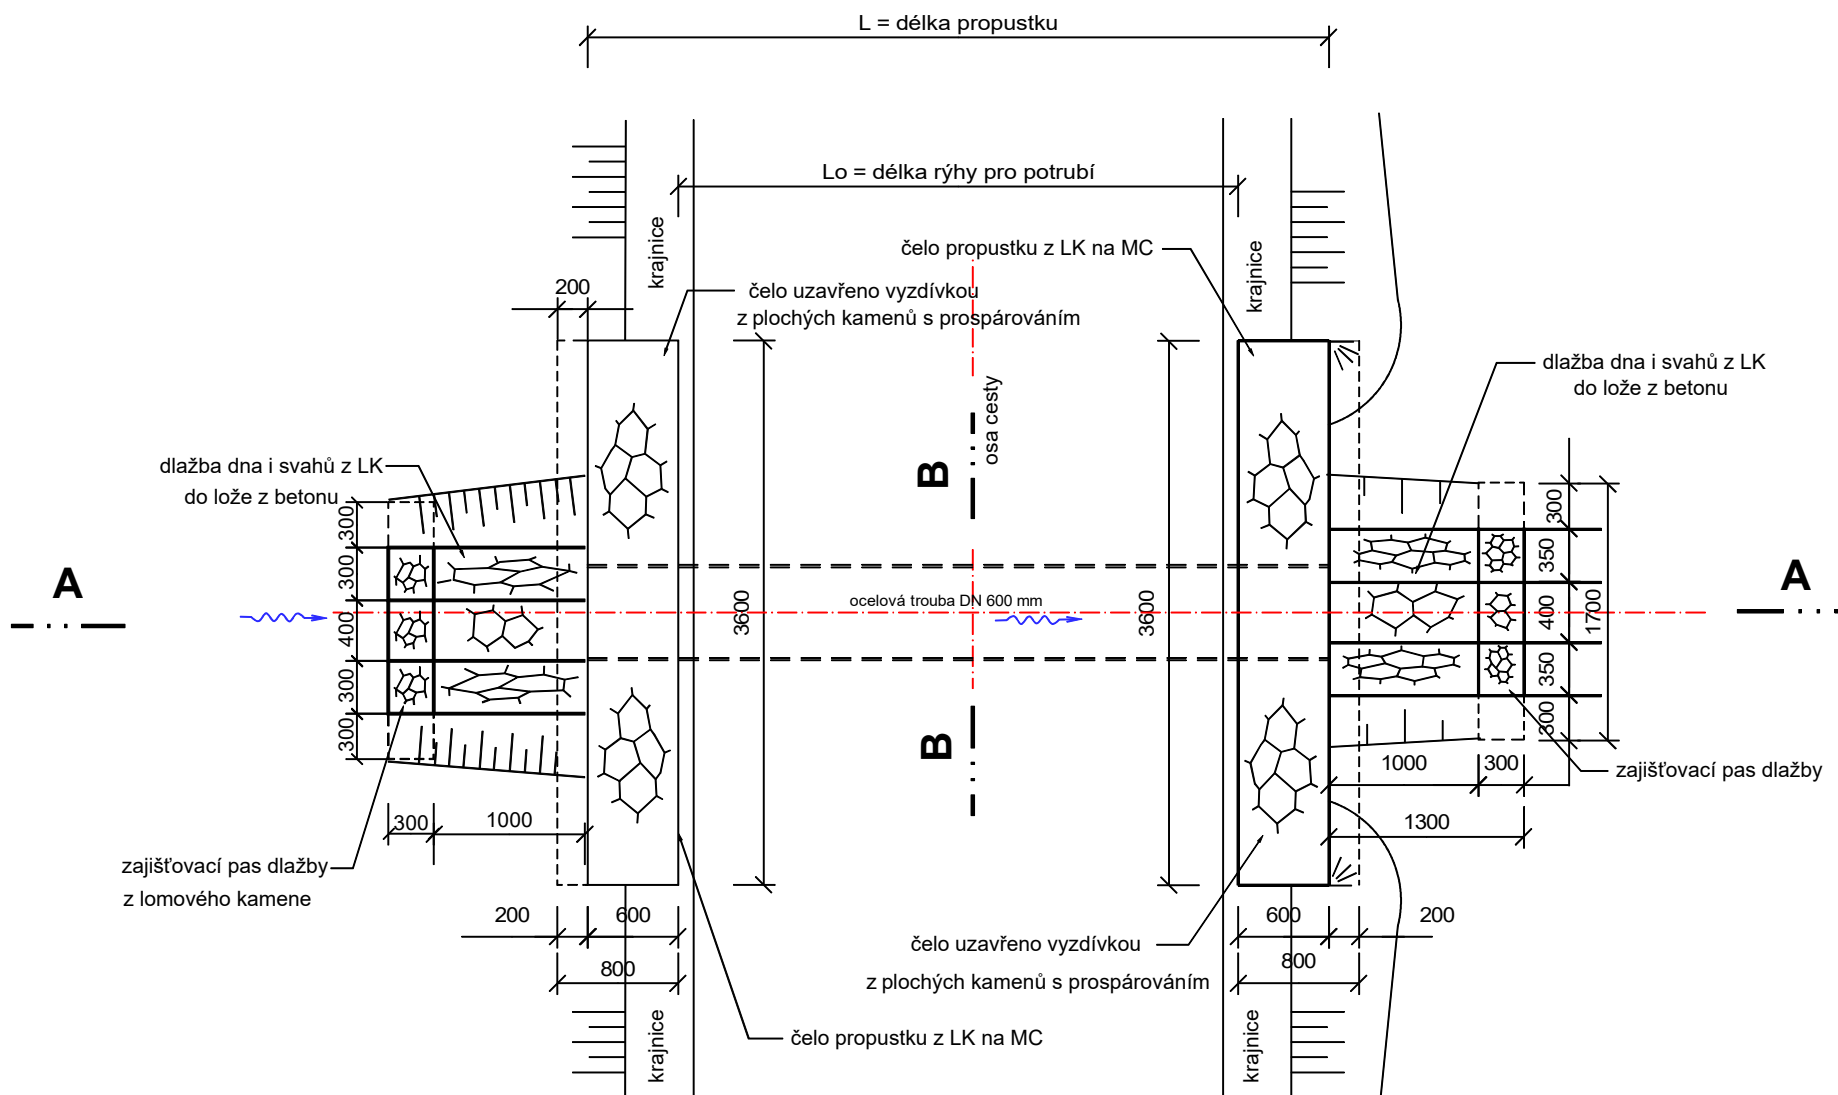 L = délka propustku
Lo = délka rýhy pro potrubí
krajnice
čelo propustku z LK na MC
krajnice
200
čelo uzavřeno vyzdívkou
z plochých kamenů s prospárováním
osa cesty
dlažba dna i svahů z LK
do lože z betonu
dlažba dna i svahů z LK
do lože z betonu
B
A
A
300
300
400
300
300
3600
ocelová trouba DN 600 mm
3600
300
350
400
350
300
1700
B
1000
300
zajišťovací pas dlažby
1300
300
1000
zajišťovací pas dlažby
z lomového kamene
200
600
800
600
200
800
čelo uzavřeno vyzdívkou
z plochých kamenů s prospárováním
čelo propustku z LK na MC
krajnice
krajnice